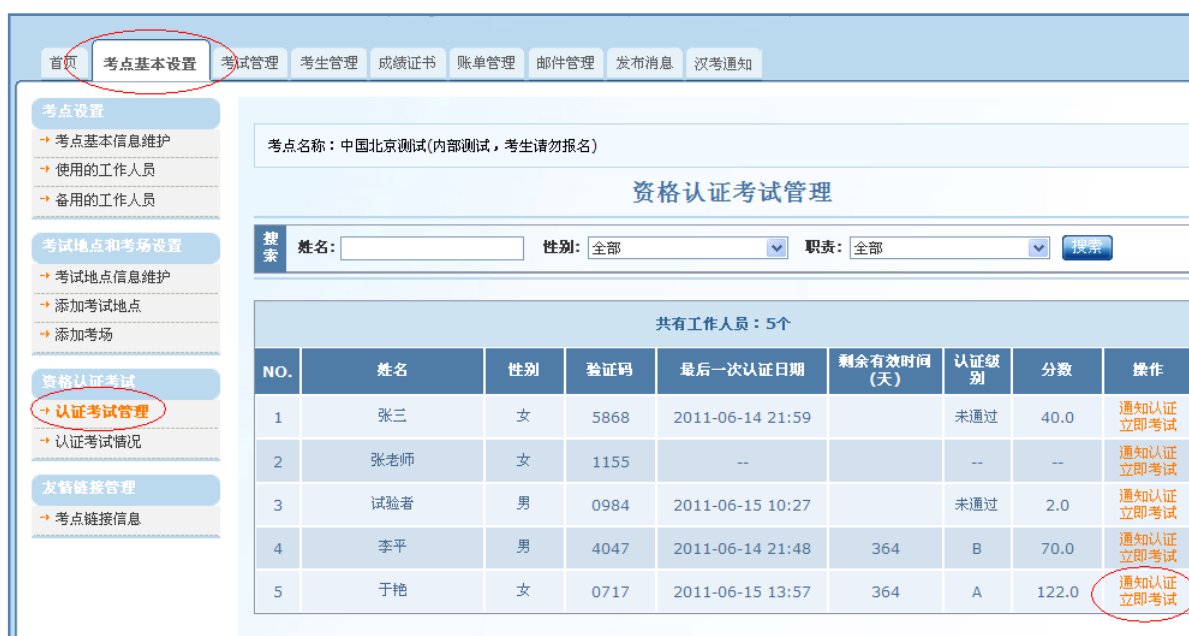 首页 考点基本设置 考试管理 考生管理 成绩证书 账单管理 邮件管理 发布消息 汉考通知
考点设置
考点基本信息维护
使用的工作人员
备用的工作人员
考试地点和考场设置
考试地点信息维护
添加考试地点
添加考场
资格认证考试
认证考试管理
认证考试情况
友情链接管理
考点链接信息
考点名称：中国北京测试(内部测试，考生请勿报名)
资格认证考试管理
搜索 姓名： 性别： 全部 职责： 全部 搜索
共有工作人员：5个
NO. 姓名 性别 验证码 最后一次认证日期 剩余有效时间(天) 认证级别 分数 操作
1 张三 女 5868 2011-06-14 21:59 未通过 40.0 通知认证 立即考试
2 张老师 女 1155 -- -- -- 通知认证 立即考试
3 试验者 男 0984 2011-06-15 10:27 未通过 2.0 通知认证 立即考试
4 李平 男 4047 2011-06-14 21:48 364 B 70.0 通知认证 立即考试
5 于艳 女 0717 2011-06-15 13:57 364 A 122.0 通知认证 立即考试